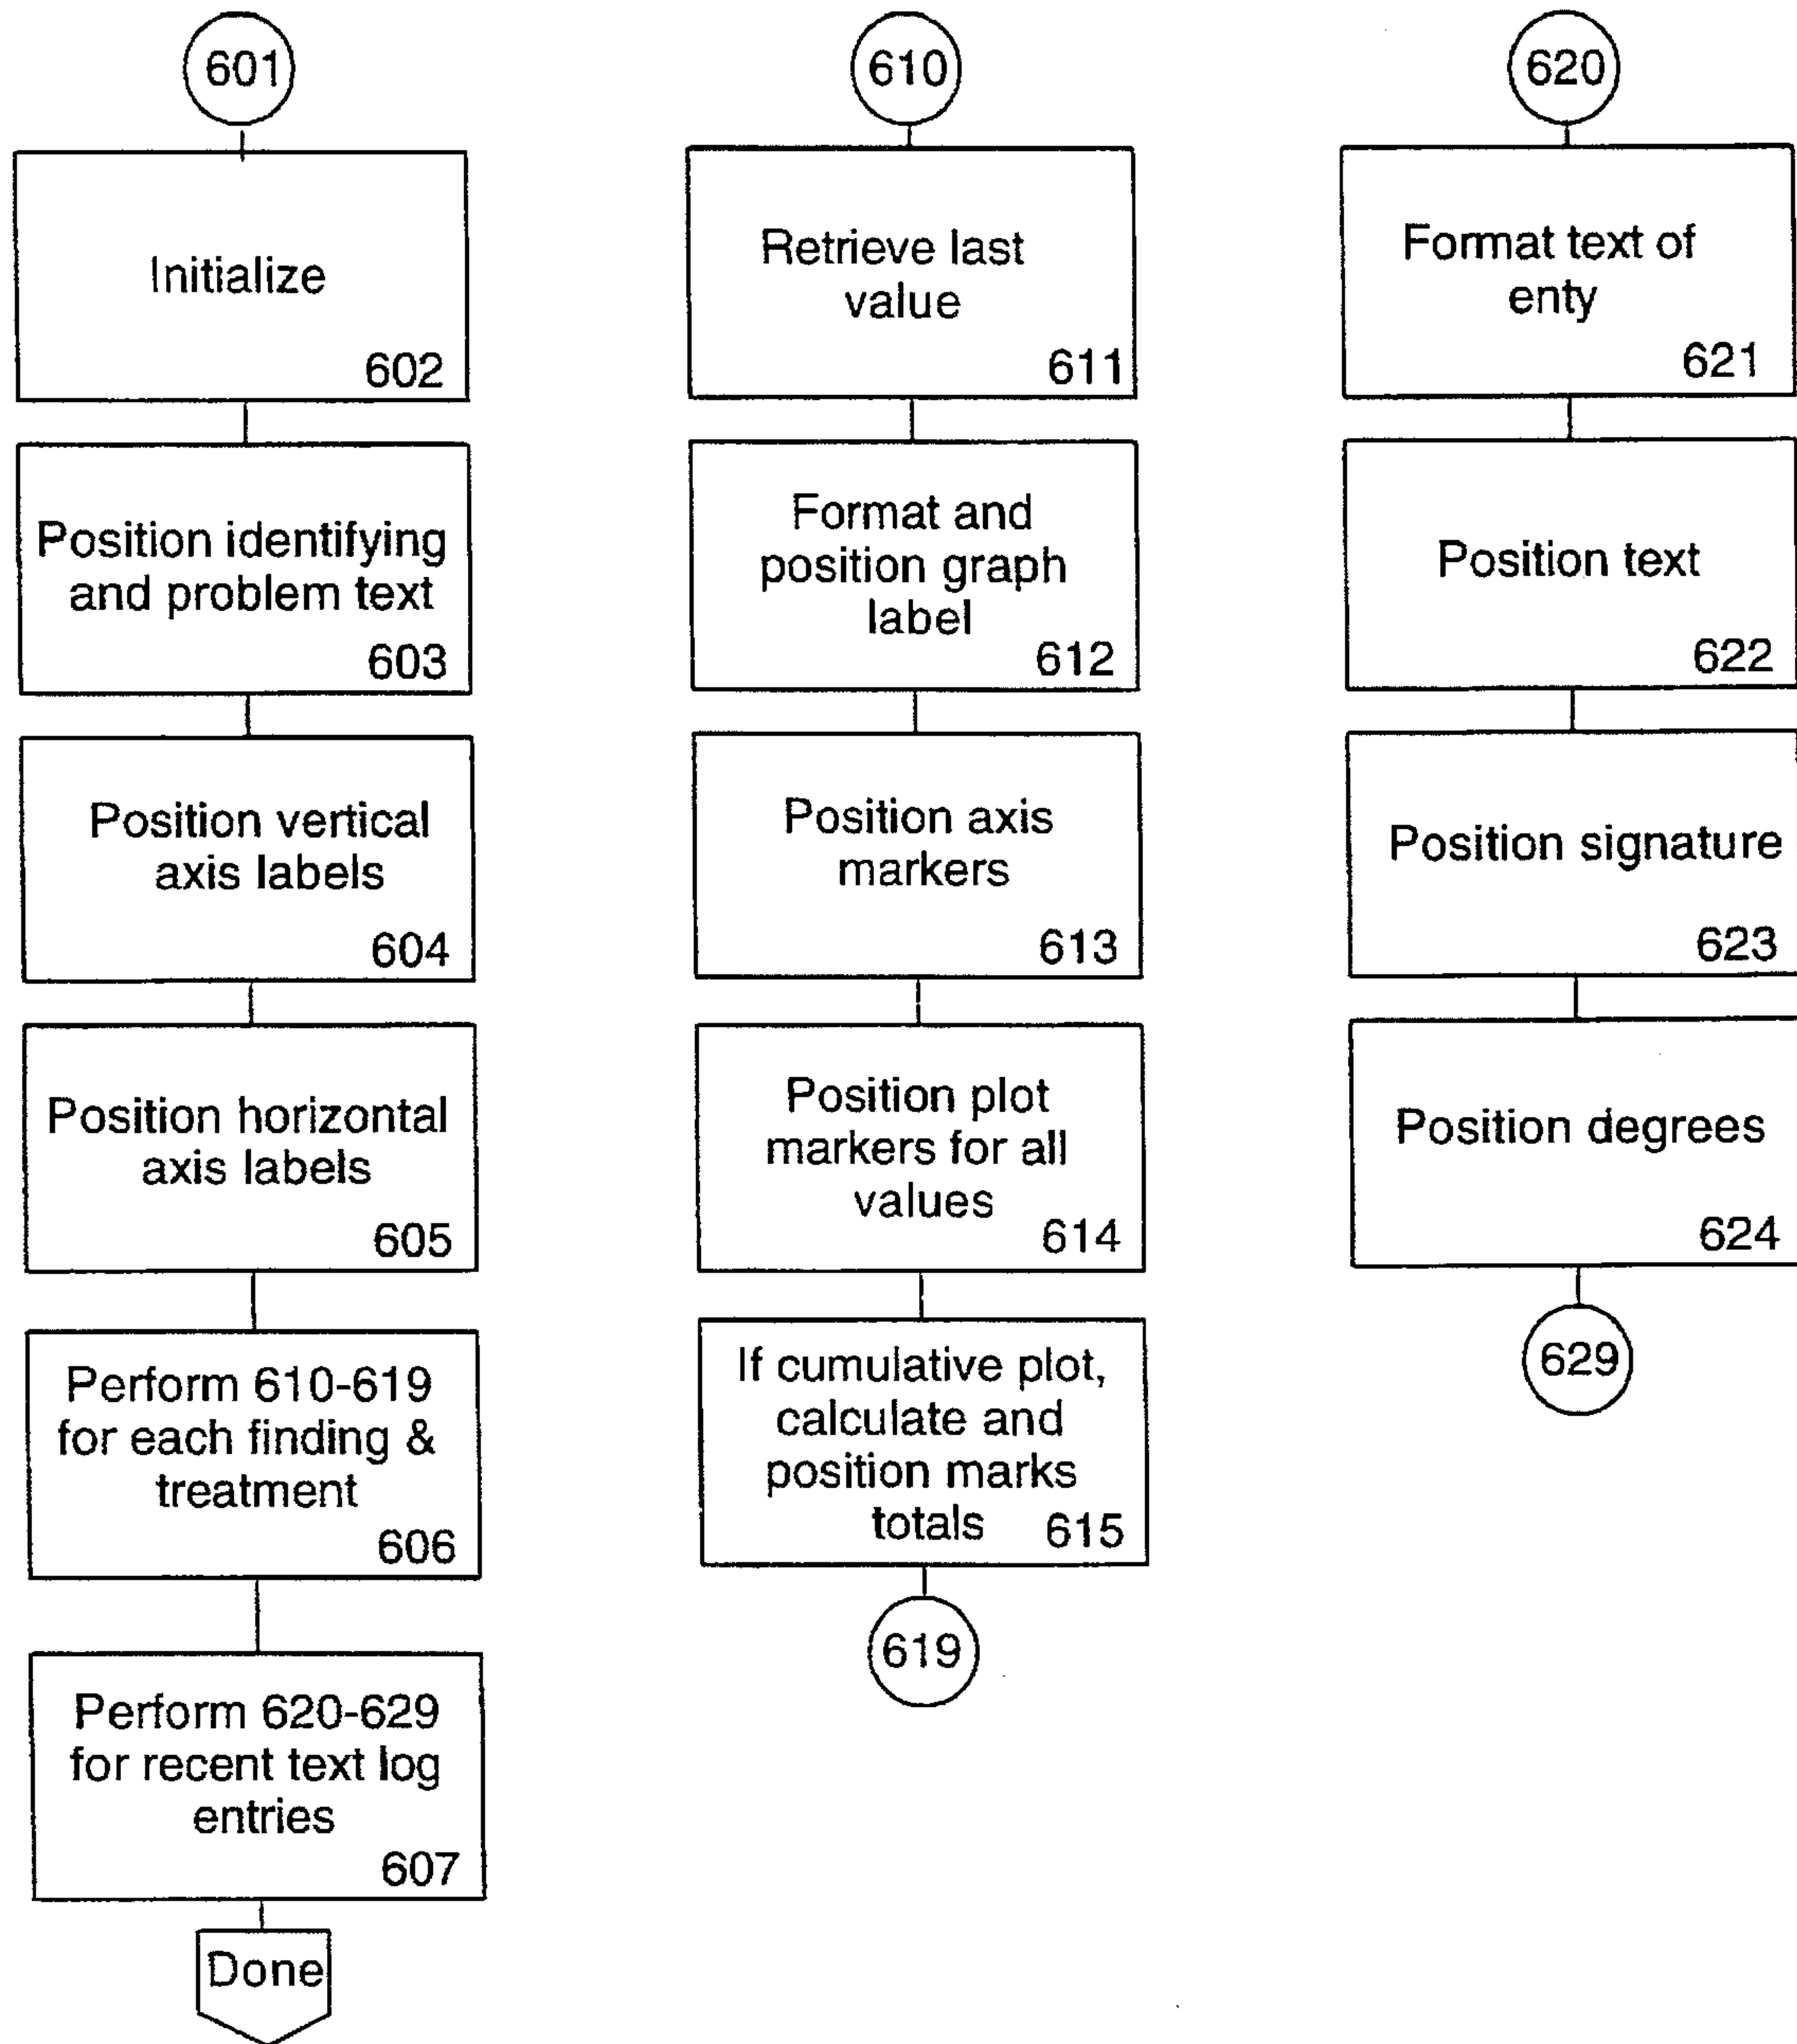 601
Initialize
602
Position identifying
and problem text
603
Position vertical
axis labels
604
Position horizontal
axis labels
605
Perform 610-619
for each finding &
treatment
606
Perform 620-629
for recent text log
entries
607
Done
610
Retrieve last
value
611
Format and
position graph
label
612
Position axis
markers
613
Position plot
markers for all
values
614
If cumulative plot,
calculate and
position marks
totals 615
619
620
Format text of
enty
621
Position text
622
Position signature
623
Position degrees
624
629